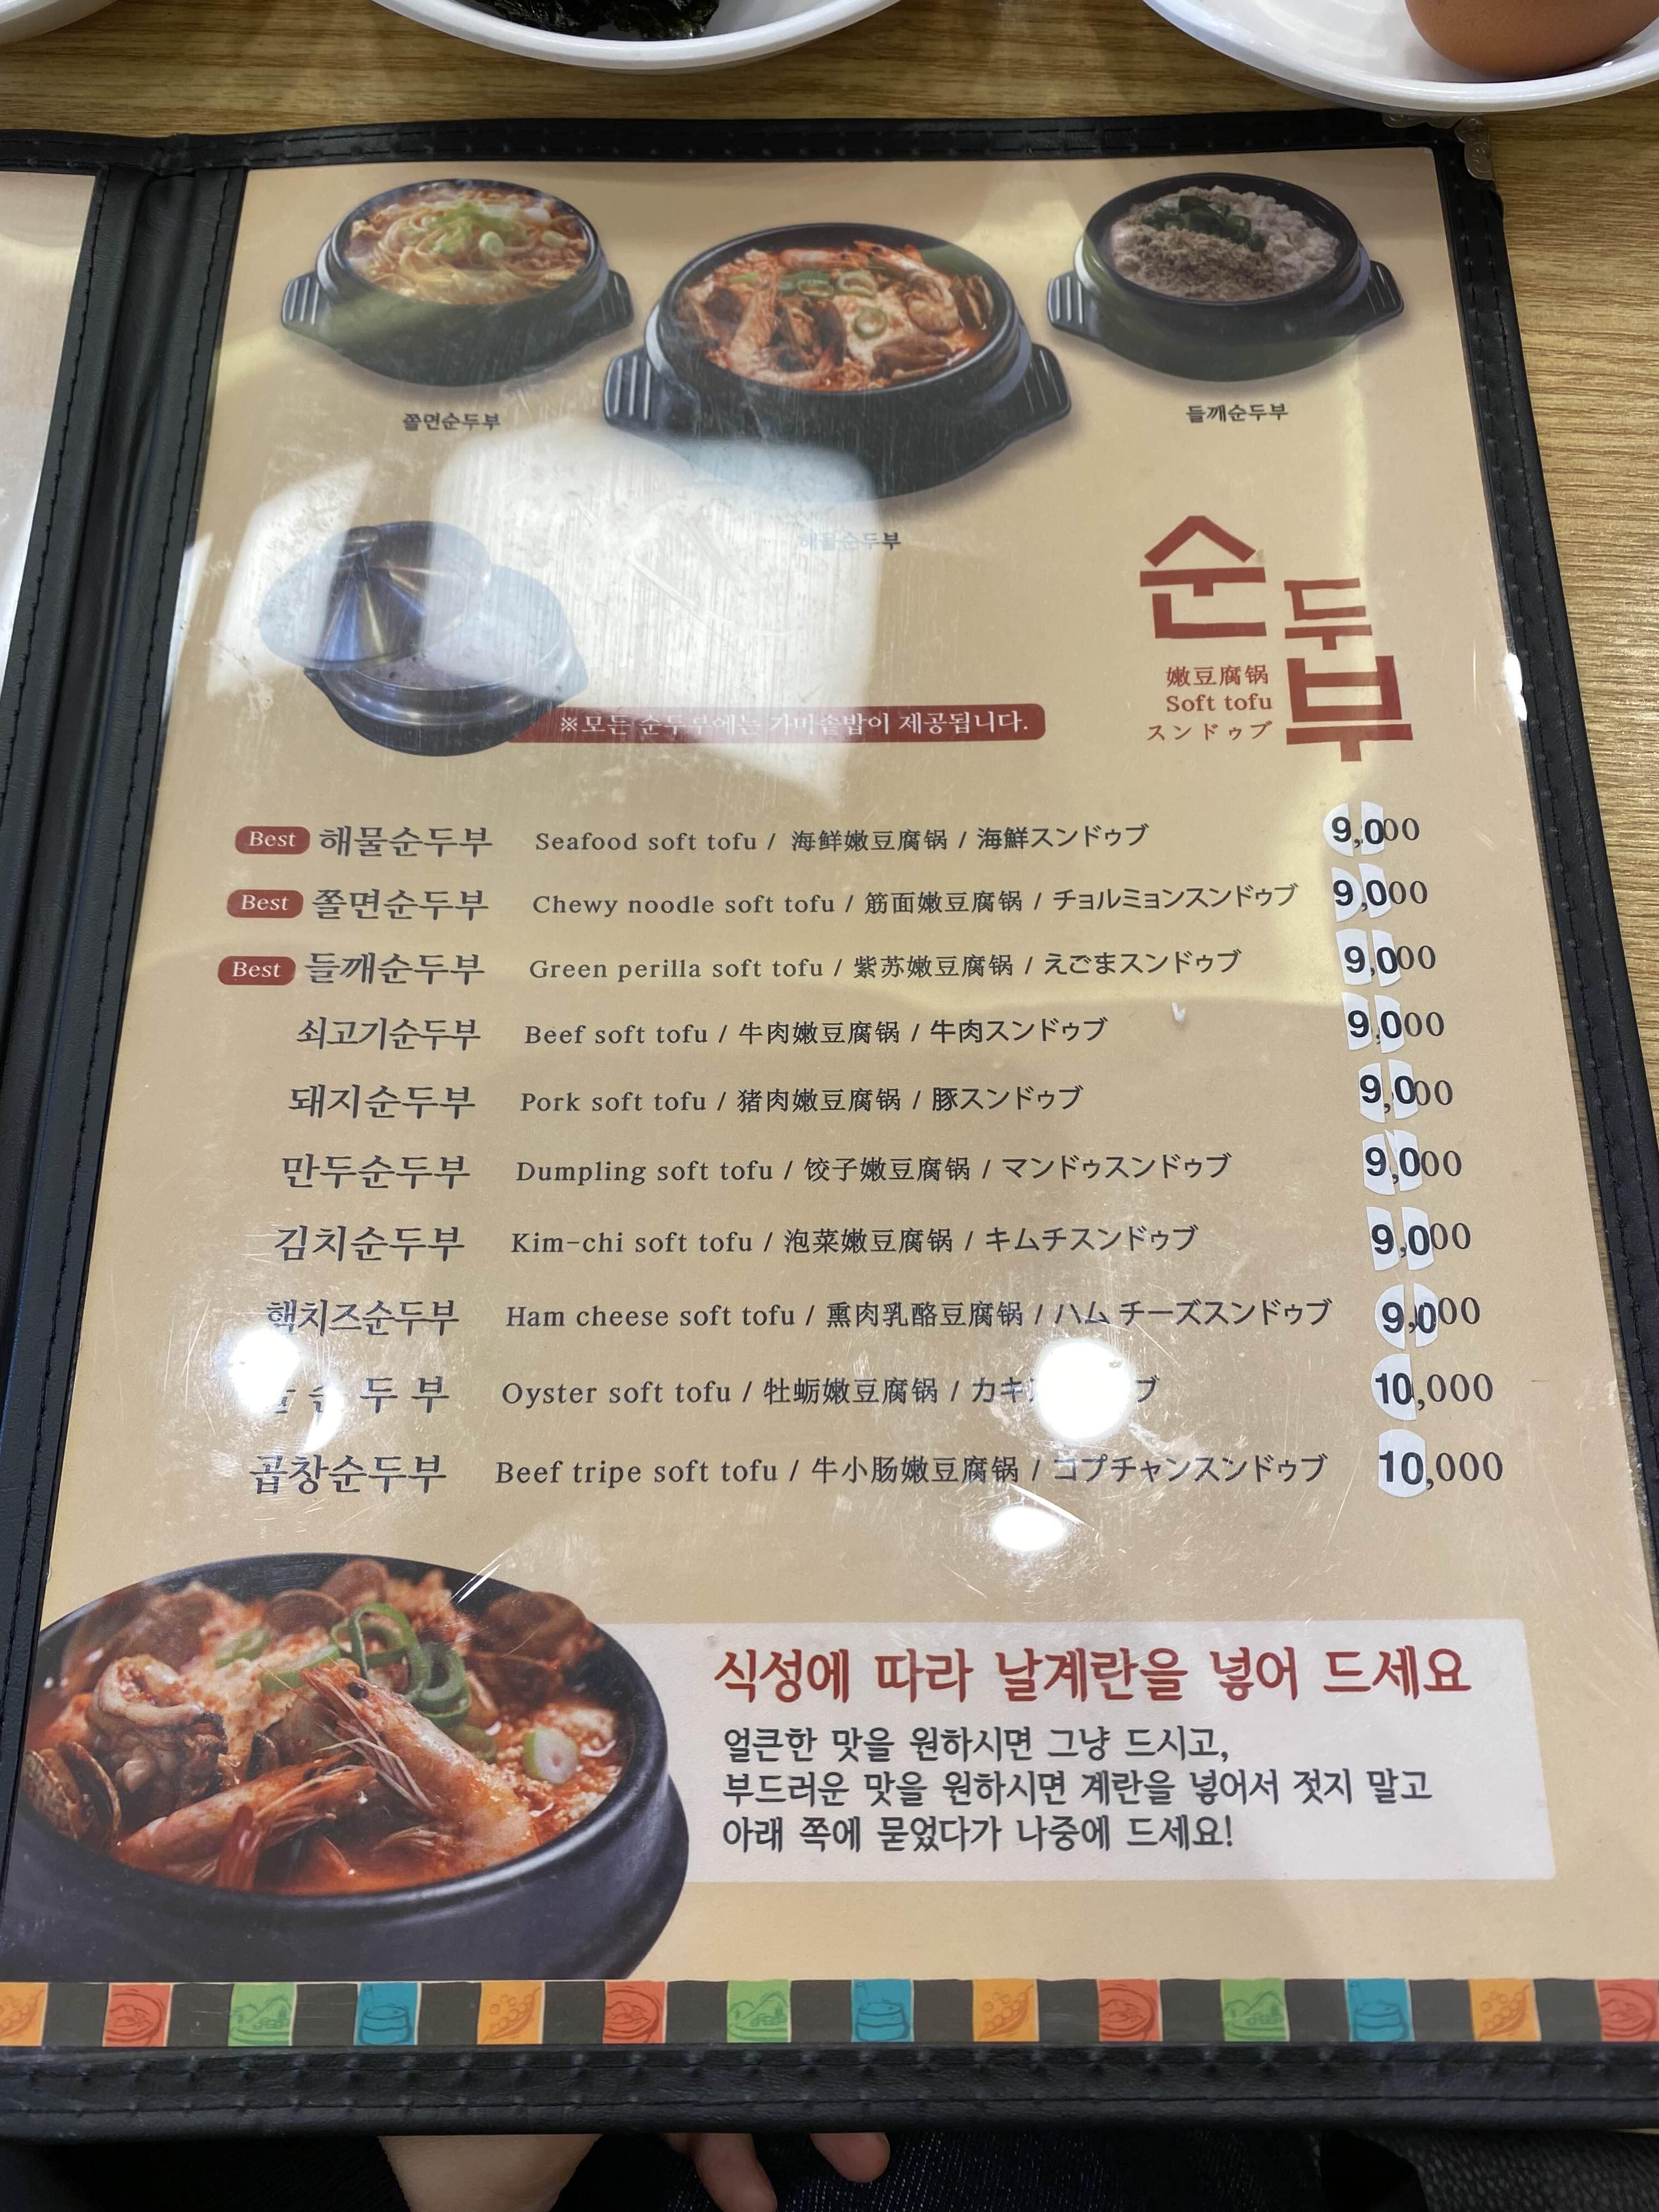 쫄면순두부
들깨순두부
해물순두부
순두부
嫩豆腐锅
Soft tofu
スンドゥブ
※모든 순두부에는 가마솥밥이 제공됩니다.
Best 해물순두부 Seafood soft tofu / 海鲜嫩豆腐锅 / 海鮮スンドゥブ 9,000
Best 쫄면순두부 Chewy noodle soft tofu / 筋面嫩豆腐锅 / チョルミョンスンドゥブ 9,000
Best 들깨순두부 Green perilla soft tofu / 紫苏嫩豆腐锅 / えごまスンドゥブ 9,000
쇠고기순두부 Beef soft tofu / 牛肉嫩豆腐锅 / 牛肉スンドゥブ 9,000
돼지순두부 Pork soft tofu / 猪肉嫩豆腐锅 / 豚スンドゥブ 9,000
만두순두부 Dumpling soft tofu / 饺子嫩豆腐锅 / マンドゥスンドゥブ 9,000
김치순두부 Kim-chi soft tofu / 泡菜嫩豆腐锅 / キムチスンドゥブ 9,000
햄치즈순두부 Ham cheese soft tofu / 熏肉乳酪豆腐锅 / ハム チーズスンドゥブ 9,000
순 두 부 Oyster soft tofu / 牡蛎嫩豆腐锅 / カキ 10,000
곱창순두부 Beef tripe soft tofu / 牛小肠嫩豆腐锅 / コプチャンスンドゥブ 10,000
식성에 따라 날계란을 넣어 드세요
얼큰한 맛을 원하시면 그냥 드시고,
부드러운 맛을 원하시면 계란을 넣어서 젓지 말고
아래 쪽에 묻었다가 나중에 드세요!